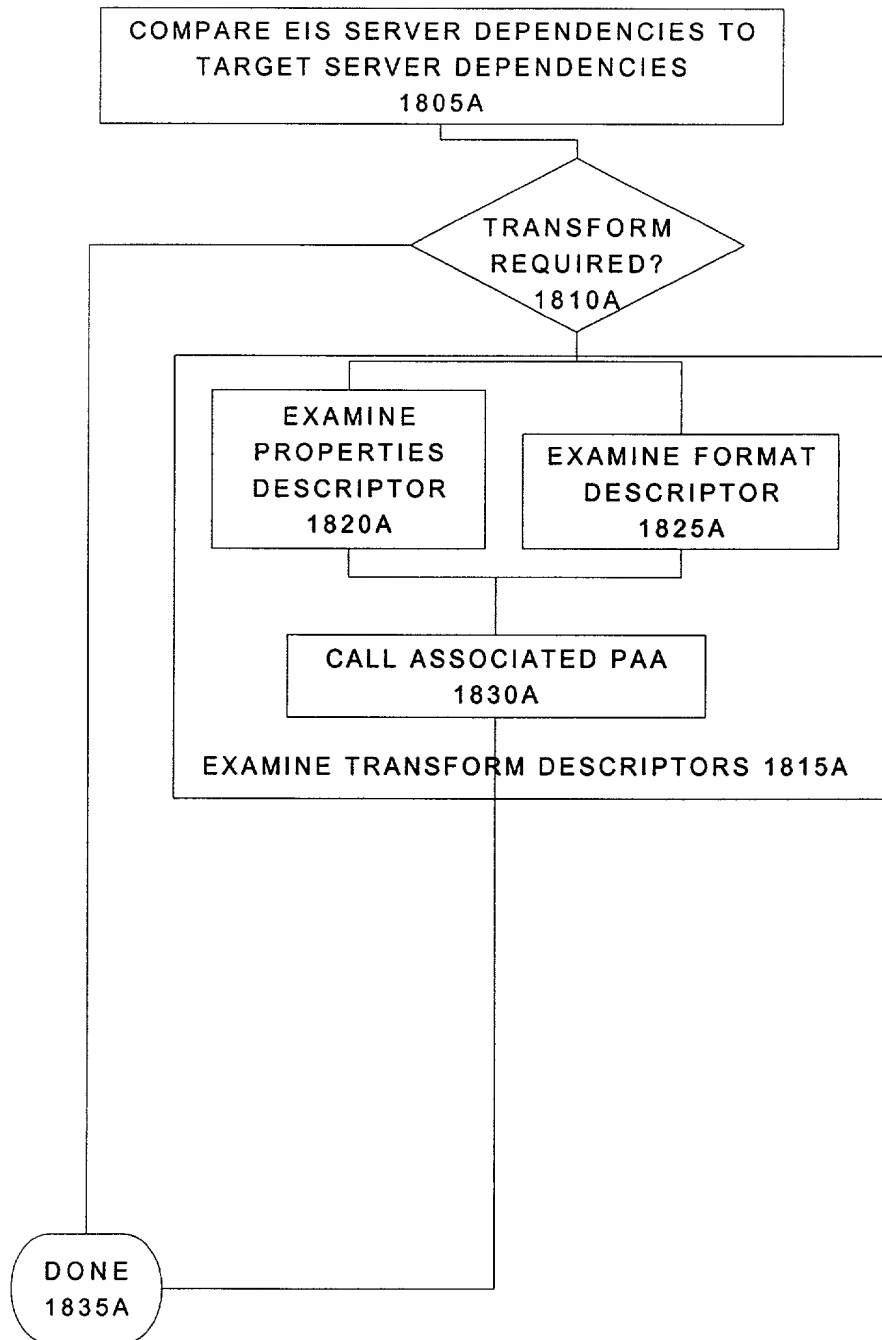 COMPARE EIS SERVER DEPENDENCIES TO
TARGET SERVER DEPENDENCIES
1805A
TRANSFORM
REQUIRED?
1810A
EXAMINE
PROPERTIES
DESCRIPTOR
1820A
EXAMINE FORMAT
DESCRIPTOR
1825A
CALL ASSOCIATED PAA
1830A
EXAMINE TRANSFORM DESCRIPTORS 1815A
DONE
1835A